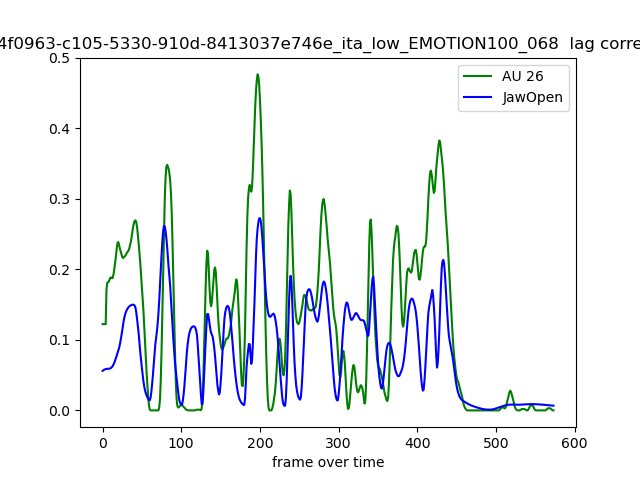 4f0963-c105-5330-910d-8413037e746e_ita_low_EMOTION100_068 lag corre
AU 26
JawOpen
0.5
0.4
0.3
0.2
0.1
0.0
0 100 200 300 400 500 600
frame over time